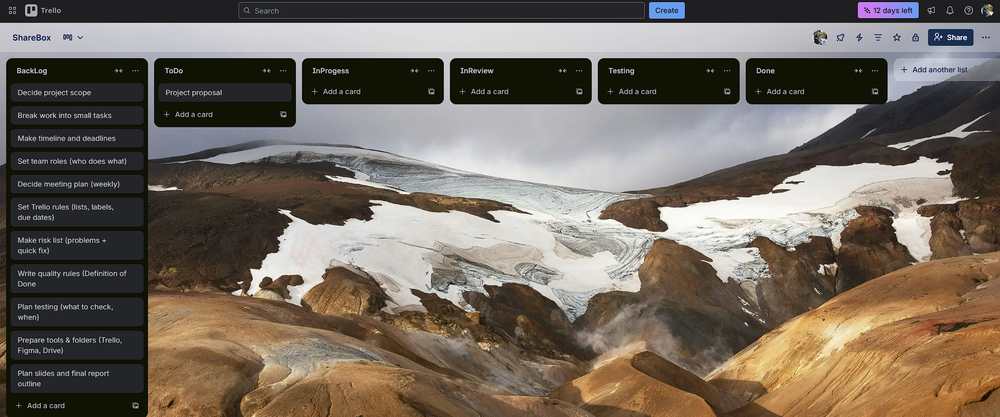 Trello
Search
Create
12 days left
ShareBox
Share
BackLog
Decide project scope
Break work into small tasks
Make timeline and deadlines
Set team roles (who does what)
Decide meeting plan (weekly)
Set Trello rules (lists, labels,
due dates)
Make risk list (problems +
quick fix)
Write quality rules (Definition of
Done
Plan testing (what to check,
when)
Prepare tools & folders (Trello,
Figma, Drive)
Plan slides and final report
outline
Add a card
ToDo
Project proposal
Add a card
InProgess
Add a card
InReview
Add a card
Testing
Add a card
Done
Add a card
Add another list